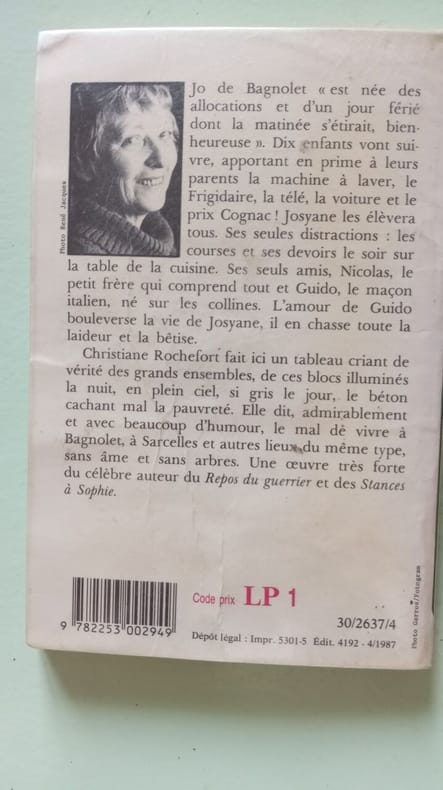 Jo de Bagnolet « est née des
allocations et d'un jour férié
dont la matinée s'étirait, bien-
heureuse ». Dix enfants vont sui-
vre, apportant en prime à leurs
parents la machine à laver, le
Frigidaire, la télé, la voiture et le
prix Cognac ! Josyane les élèvera
tous. Ses seules distractions : les
courses et ses devoirs le soir sur
la table de la cuisine. Ses seuls amis, Nicolas, le
petit frère qui comprend tout et Guido, le maçon
italien, né sur les collines. L'amour de Guido
bouleverse la vie de Josyane, il en chasse toute la
laideur et la bêtise.
Christiane Rochefort fait ici un tableau criant de
vérité des grands ensembles, de ces blocs illuminés
la nuit, en plein ciel, si gris le jour, le béton
cachant mal la pauvreté. Elle dit, admirablement
et avec beaucoup d'humour, le mal de vivre à
Bagnolet, à Sarcelles et autres lieux du même type,
sans âme et sans arbres. Une œuvre très forte
du célèbre auteur du Repos du guerrier et des Stances
à Sophie.
Photo René Jacques
Code prix LP 1
9 782253 002949
30/2637/4
Dépôt légal : Impr. 5301-5 Édit. 4192 - 4/1987
Photo Garros/Fotogram